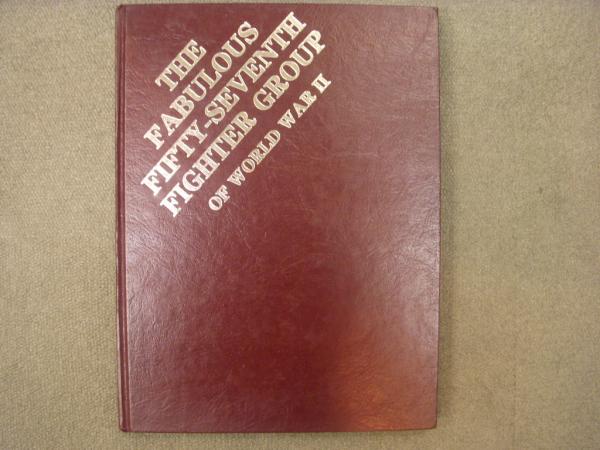 THE
FABULOUS
FIFTY-SEVENTH
FIGHTER GROUP
OF WORLD WAR II